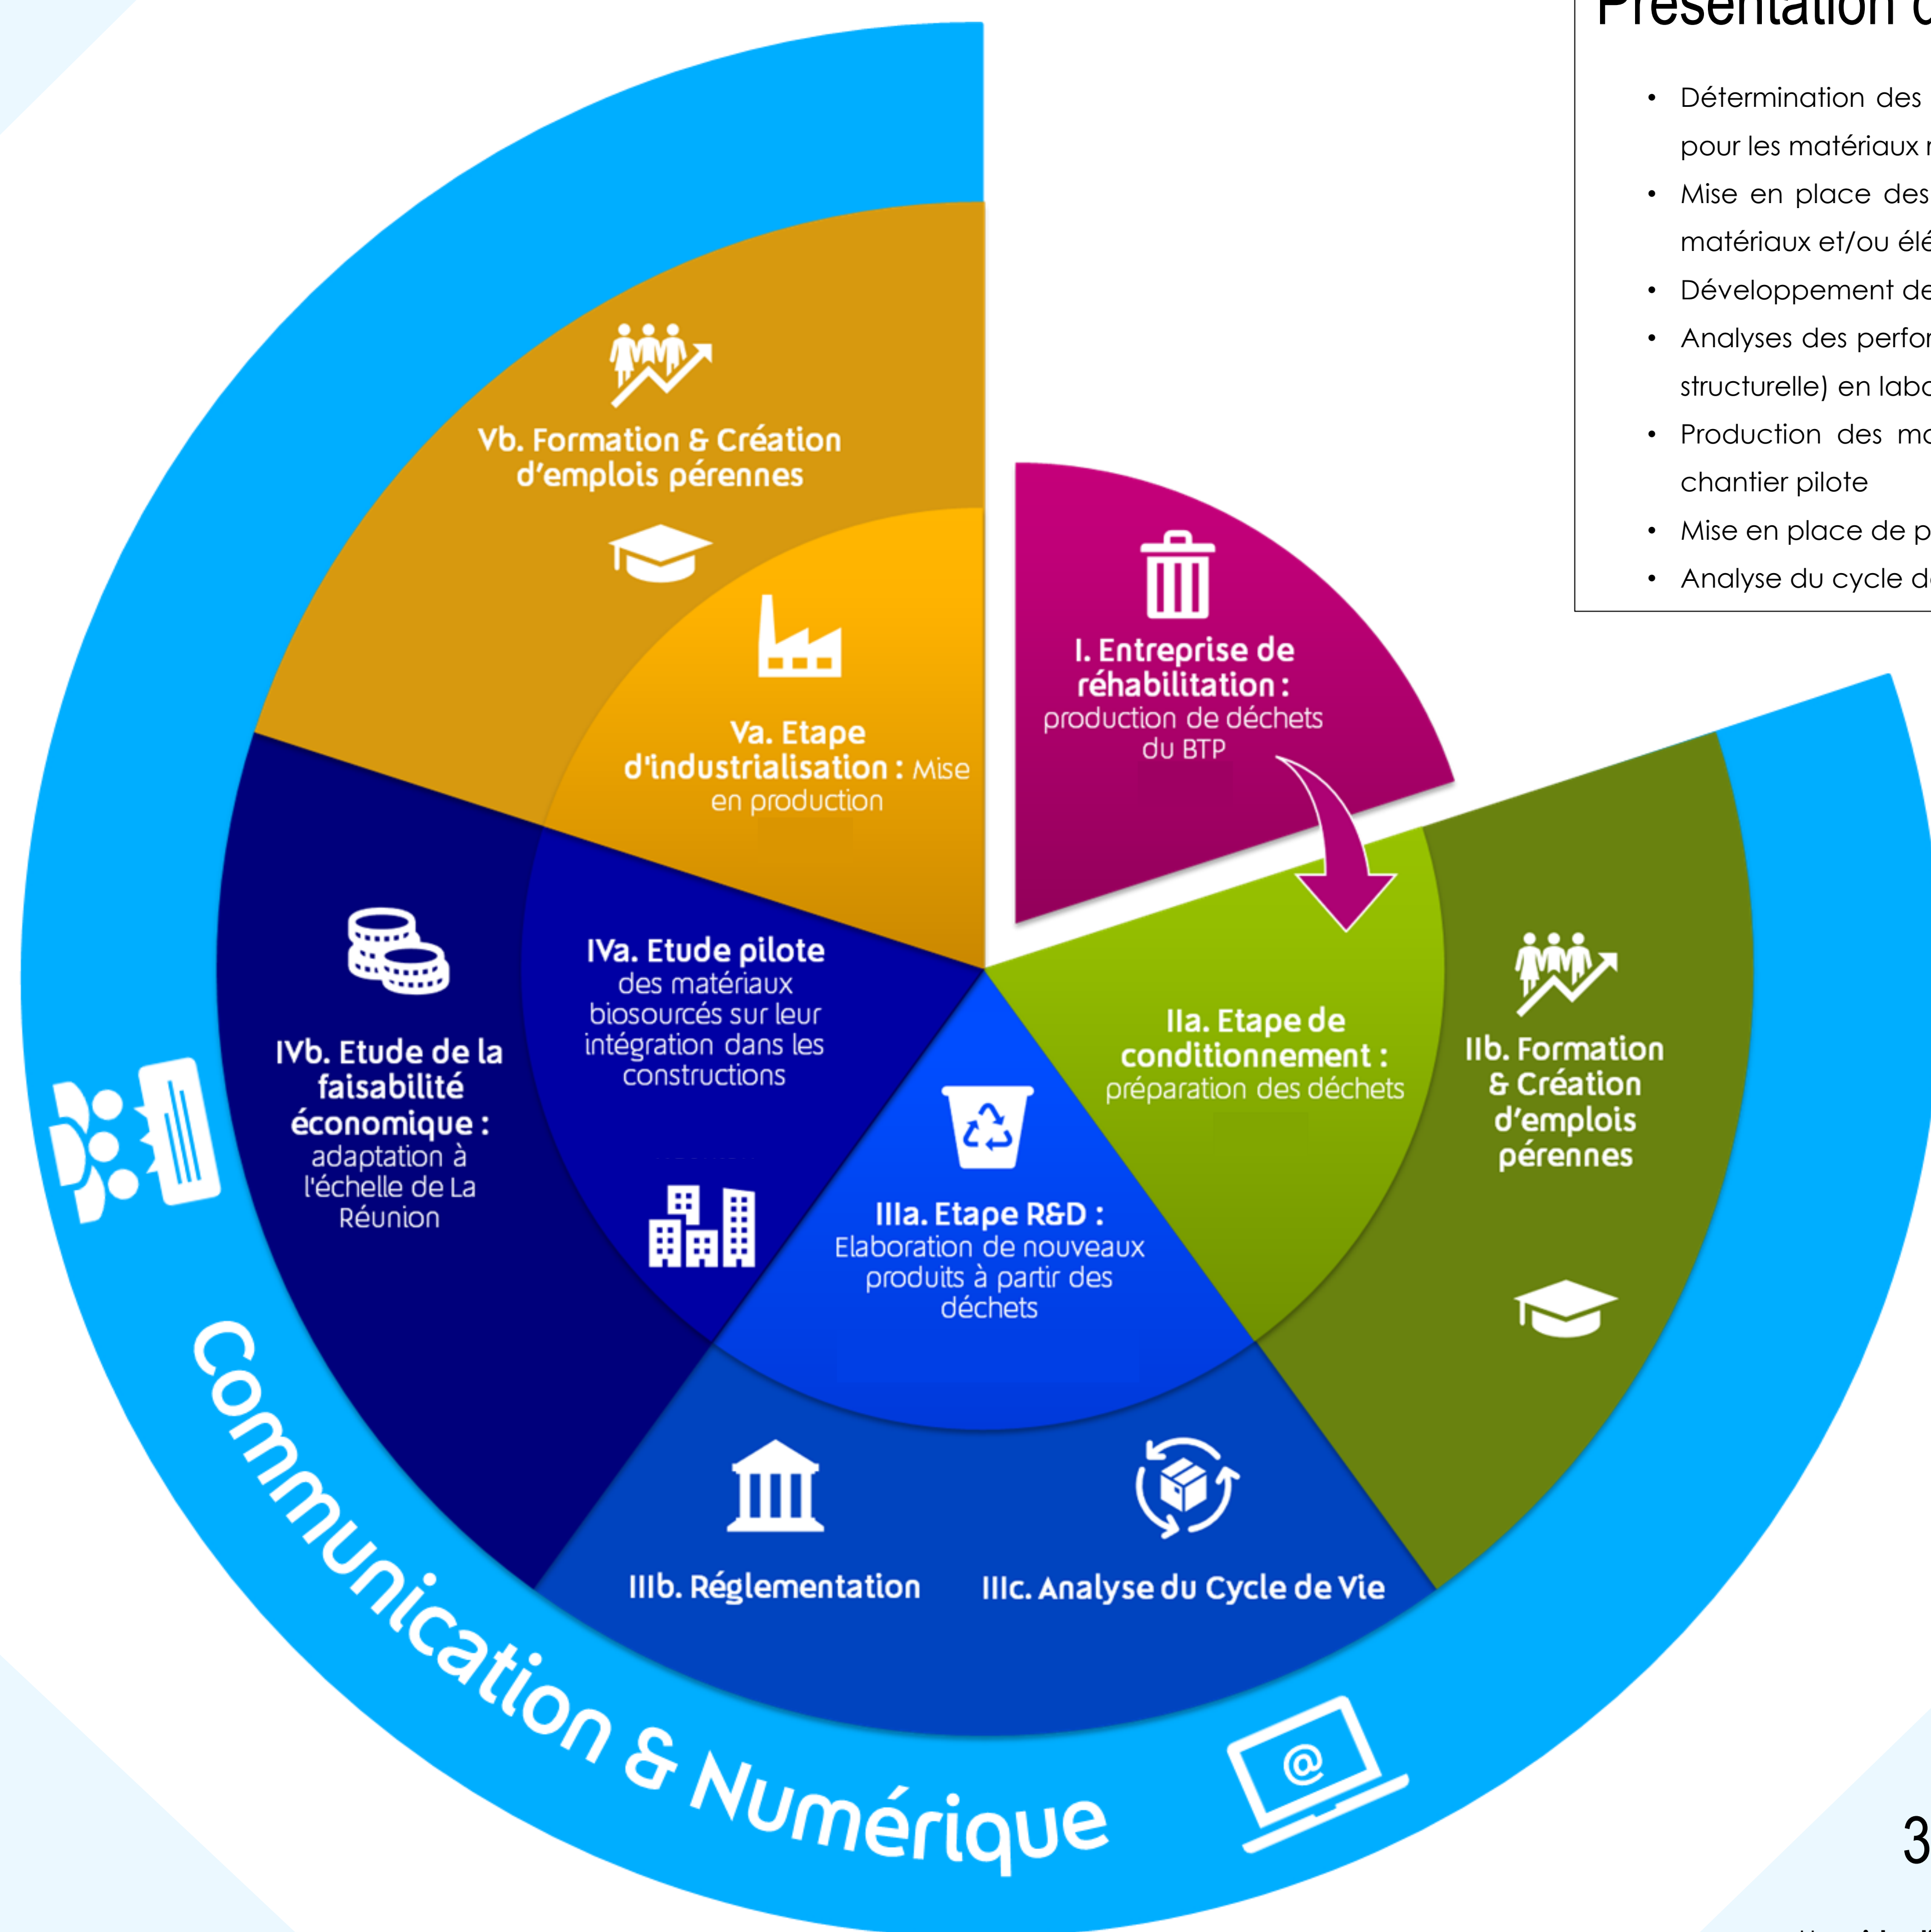 Présentation
• Détermination des
pour les matériaux
• Mise en place des
matériaux et/ou
• Développement
• Analyses des
structurelle) en
• Production des
chantier pilote
• Mise en place de
• Analyse du cycle
I. Entreprise de
réhabilitation :
production de déchets
du BTP
IIa. Etape de
conditionnement :
préparation des déchets
IIb. Formation
& Création
d'emplois
pérennes
IIIa. Etape R&D :
Elaboration de nouveaux
produits à partir des
déchets
IIIb. Réglementation
IIIc. Analyse du Cycle de Vie
IVa. Etude pilote
des matériaux
biosourcés sur leur
intégration dans les
constructions
IVb. Etude de la
faisabilité
économique :
adaptation à
l'échelle de La
Réunion
Va. Etape
d'industrialisation : Mise
en production
Vb. Formation & Création
d'emplois pérennes
Communication & Numérique
@
3